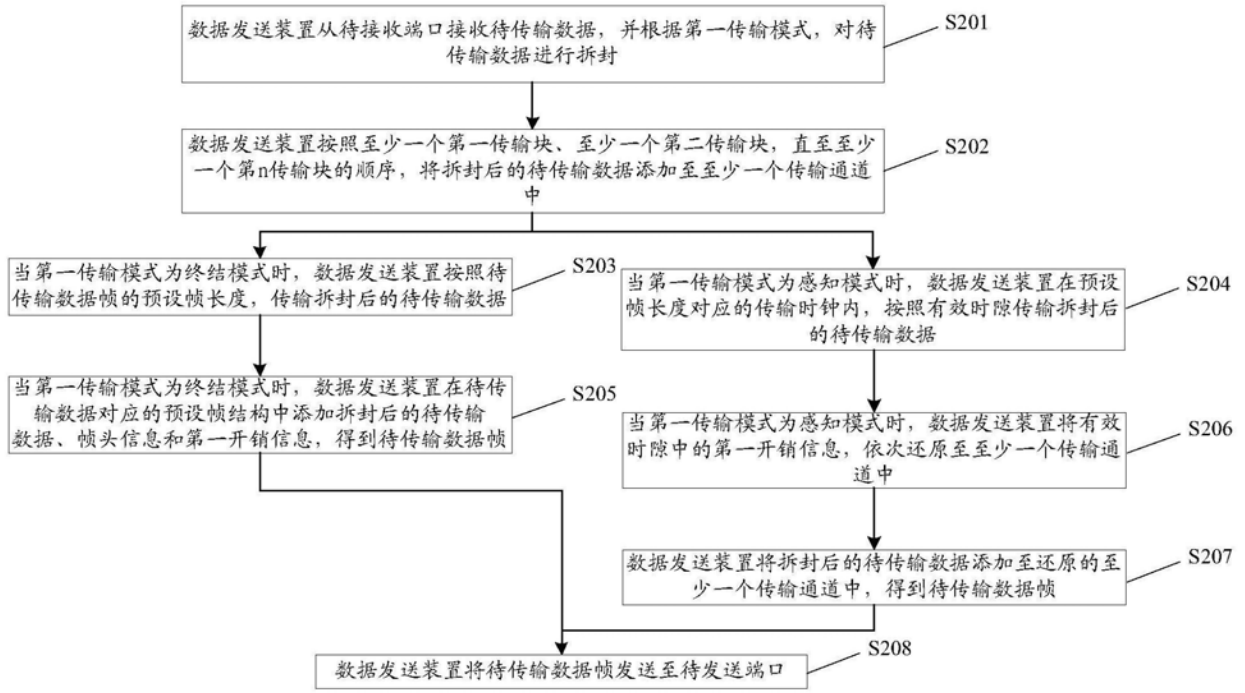 数据发送装置从待接收端口接收待传输数据，并根据第一传输模式，对待
传输数据进行拆封
S201
数据发送装置按照至少一个第一传输块、至少一个第二传输块，直至至少
一个第n传输块的顺序，将拆封后的待传输数据添加至至少一个传输通道
中
S202
当第一传输模式为终结模式时，数据发送装置按照待
传输数据帧的预设帧长度，传输拆封后的待传输数据
S203
当第一传输模式为感知模式时，数据发送装置在预设
帧长度对应的传输时钟内，按照有效时隙传输拆封后
的待传输数据
S204
当第一传输模式为终结模式时，数据发送装置在待传
输数据对应的预设帧结构中添加拆封后的待传输
数据、帧头信息和第一开销信息，得到待传输数据帧
S205
当第一传输模式为感知模式时，数据发送装置将有效
时隙中的第一开销信息，依次还原至至少一个传输通
道中
S206
数据发送装置将拆封后的待传输数据添加至还原的至
少一个传输通道中，得到待传输数据帧
S207
数据发送装置将待传输数据帧发送至待发送端口
S208